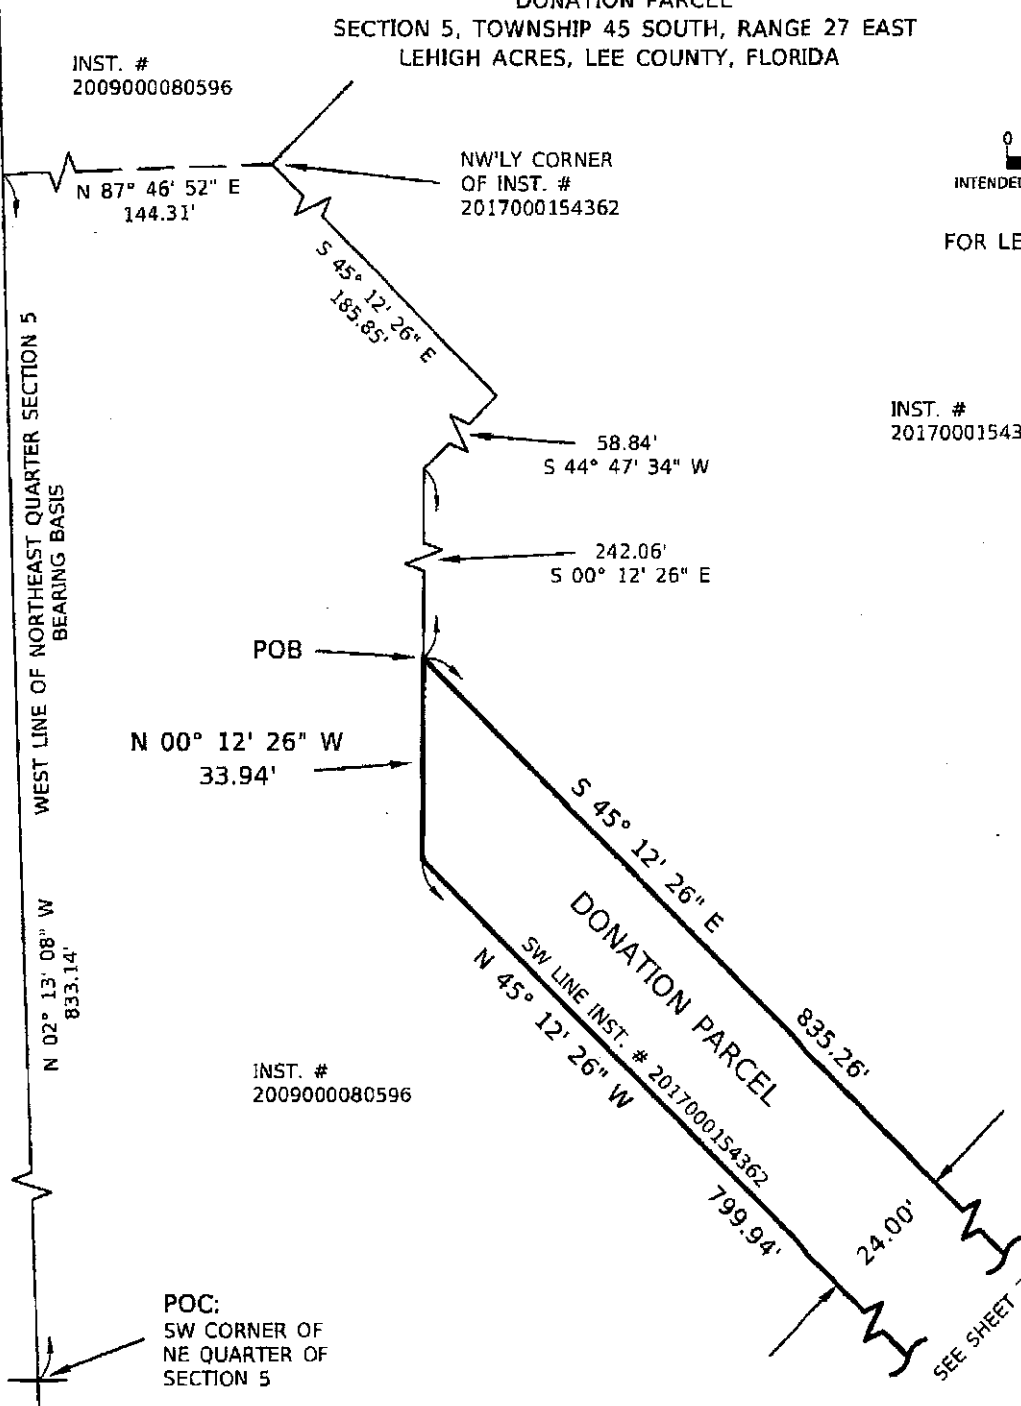 DONATION PARCEL
SECTION 5, TOWNSHIP 45 SOUTH, RANGE 27 EAST
LEHIGH ACRES, LEE COUNTY, FLORIDA
INST. #
2009000080596
NW'LY CORNER
OF INST. #
2017000154362
0
INTENDED
FOR LE
N 87° 46' 52" E
144.31'
S 45° 12' 26" E
185.85'
WEST LINE OF NORTHEAST QUARTER SECTION 5
BEARING BASIS
INST. #
20170001543
58.84'
S 44° 47' 34" W
242.06'
S 00° 12' 26" E
POB
N 00° 12' 26" W
33.94'
S 45° 12' 26" E
835.26'
DONATION PARCEL
SW LINE INST. # 2017000154362
N 45° 12' 26" W
799.94'
N 02° 13' 08" W
833.14'
INST. #
2009000080596
24.00'
SEE SHEET
POC:
SW CORNER OF
NE QUARTER OF
SECTION 5